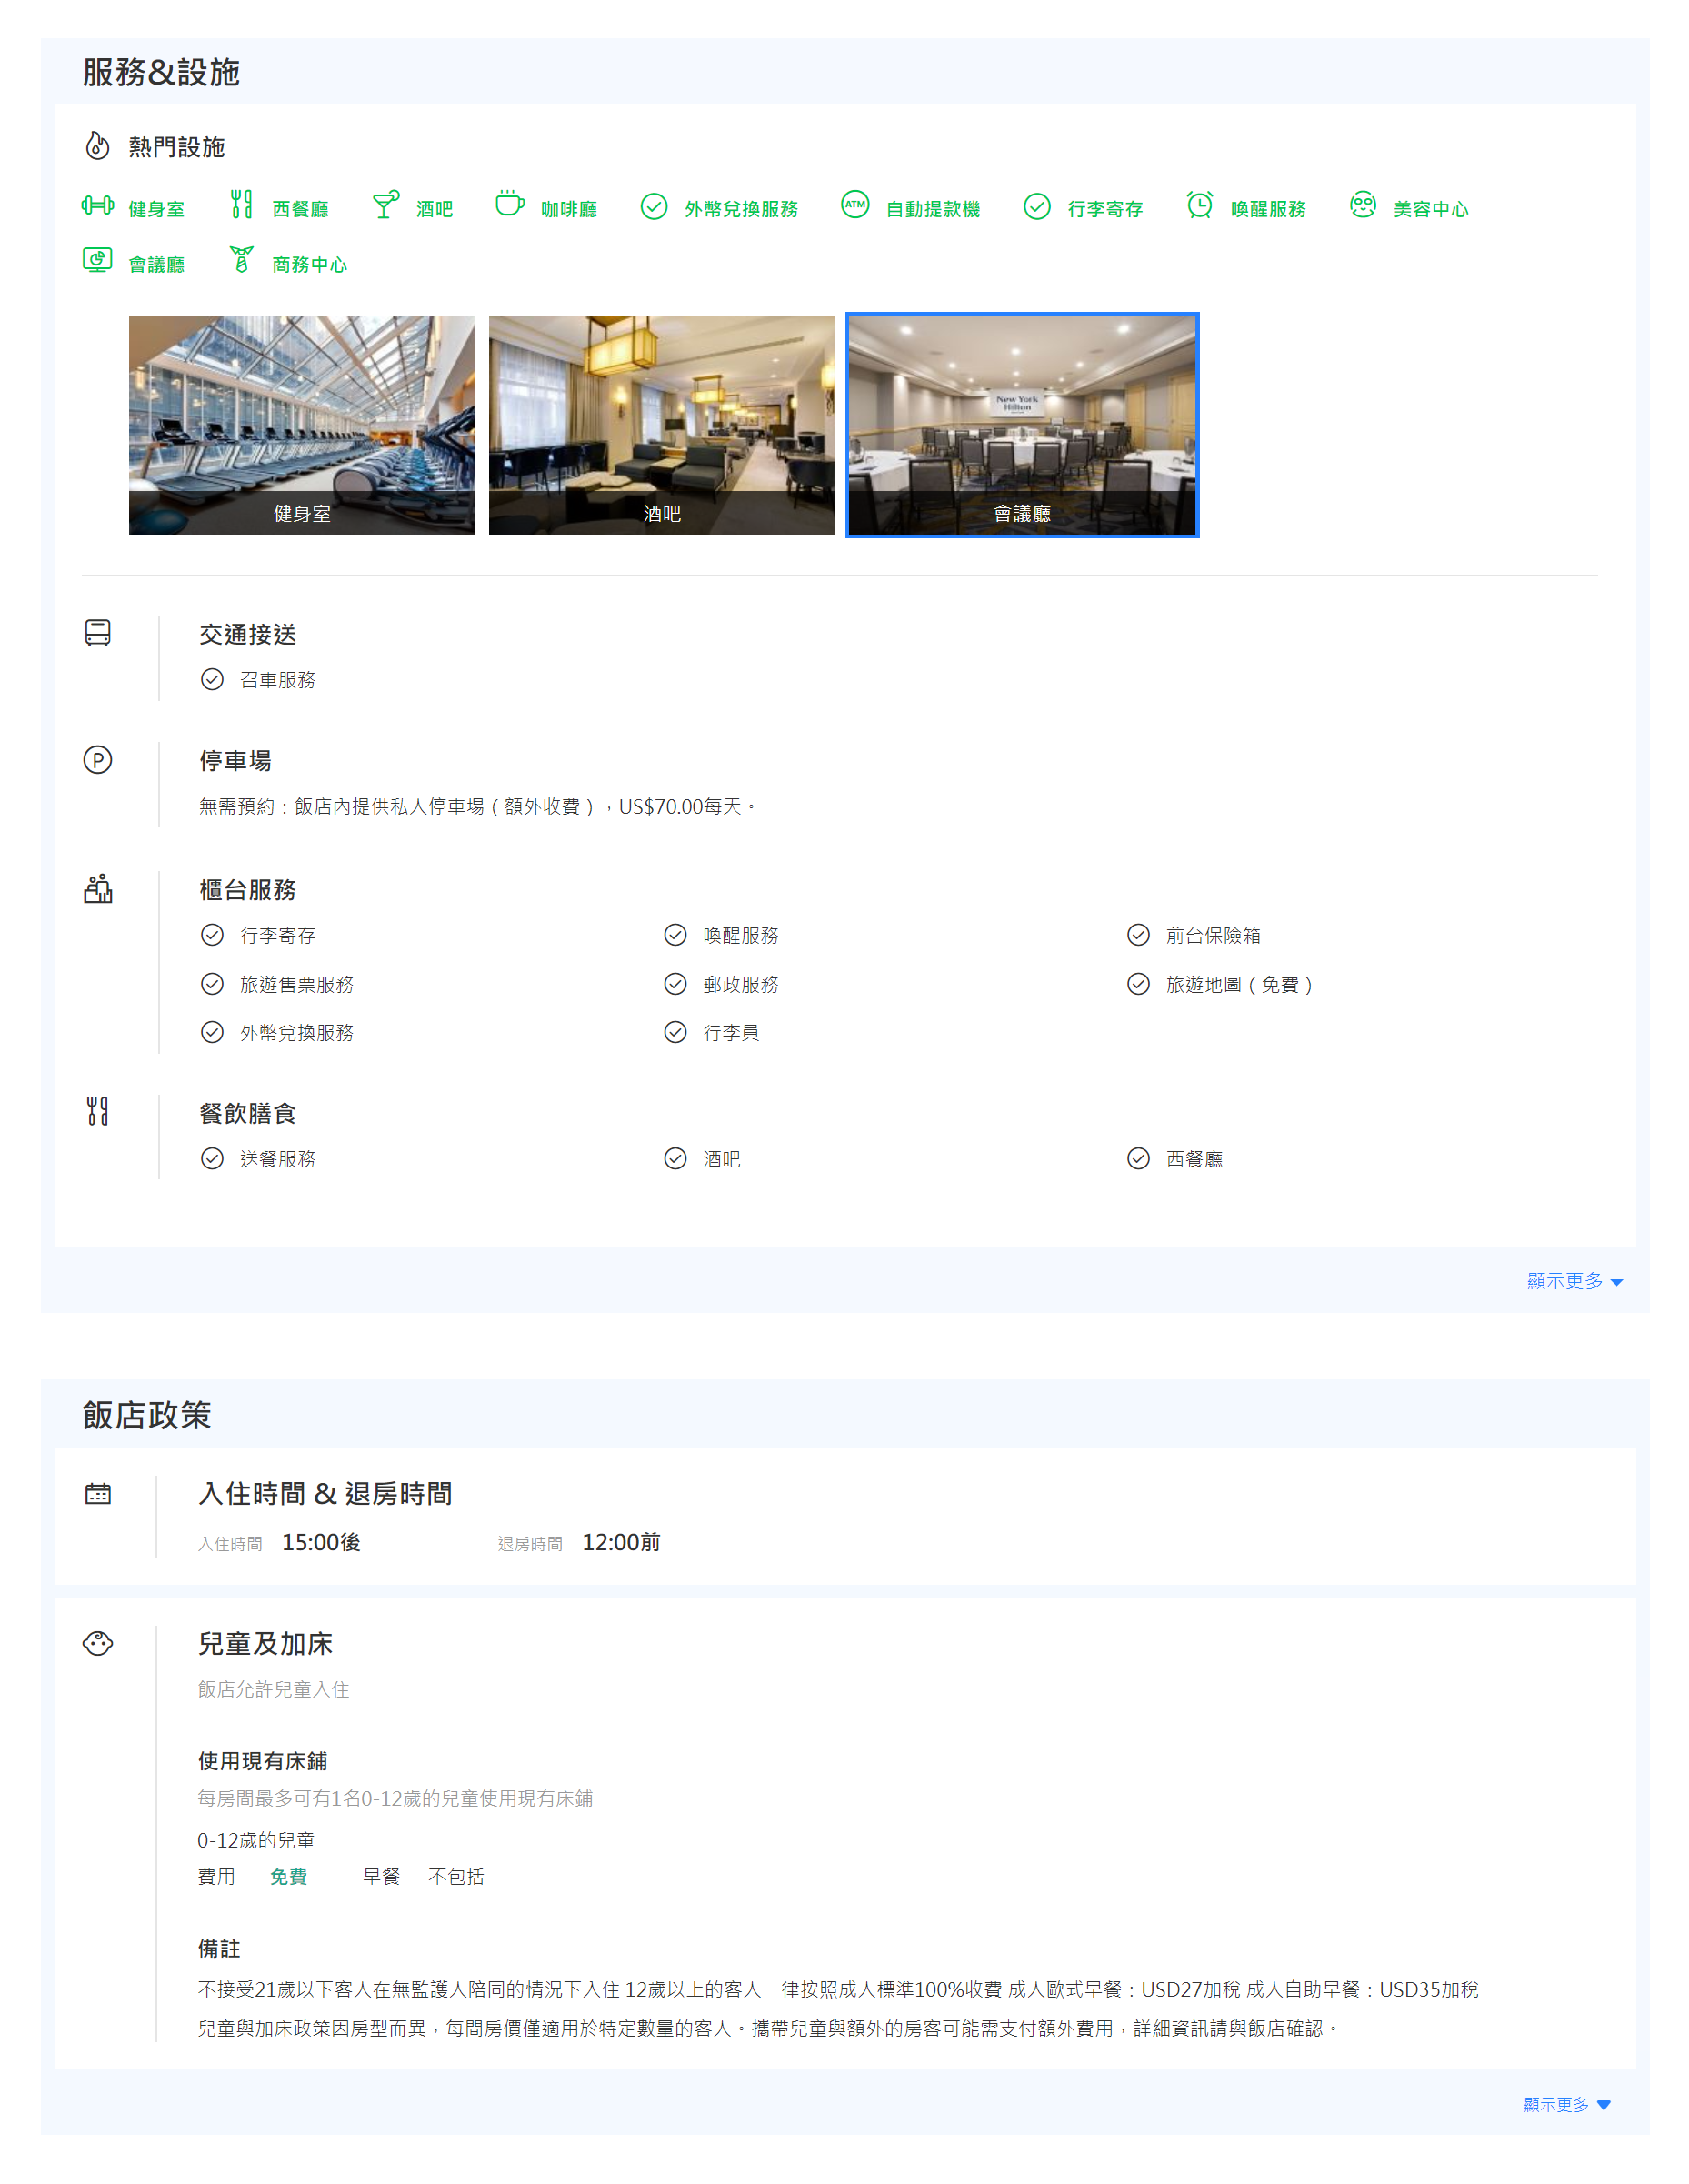 服務&設施
熱門設施
健身室 西餐廳 酒吧 咖啡廳 外幣兌換服務 ATM 自動提款機 行李寄存 喚醒服務 美容中心
會議廳 商務中心
New York
Hilton
健身室 酒吧 會議廳
交通接送
召車服務
P 停車場
無需預約：飯店內提供私人停車場（額外收費），US$70.00每天。
櫃台服務
行李寄存 喚醒服務 前台保險箱
旅遊售票服務 郵政服務 旅遊地圖（免費）
外幣兌換服務 行李員
餐飲膳食
送餐服務 酒吧 西餐廳
顯示更多
飯店政策
入住時間 & 退房時間
入住時間 15:00後 退房時間 12:00前
兒童及加床
飯店允許兒童入住
使用現有床鋪
每房間最多可有1名0-12歲的兒童使用現有床鋪
0-12歲的兒童
費用 免費 早餐 不包括
備註
不接受21歲以下客人在無監護人陪同的情況下入住 12歲以上的客人一律按照成人標準100%收費 成人歐式早餐：USD27加稅 成人自助早餐：USD35加稅
兒童與加床政策因房型而異，每間房價僅適用於特定數量的客人。攜帶兒童與額外的房客可能需支付額外費用，詳細資訊請與飯店確認。
顯示更多